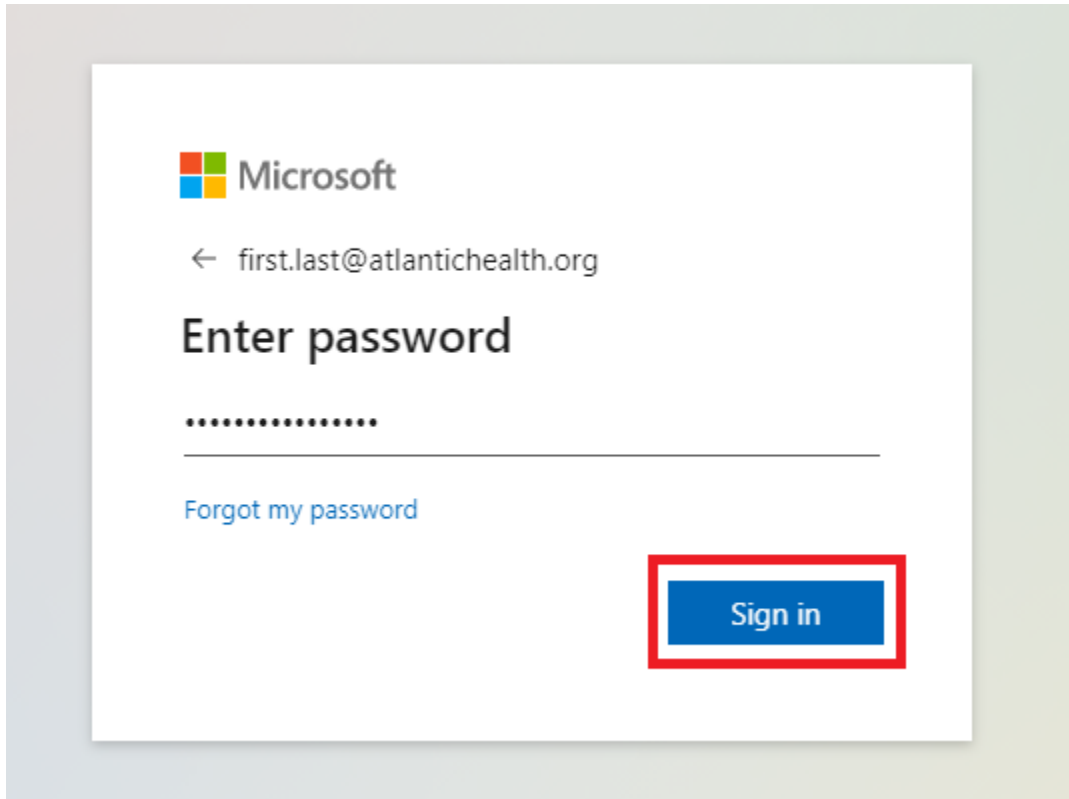 Microsoft
← first.last@atlantichealth.org
Enter password
••••••••••••••••
Forgot my password
Sign in